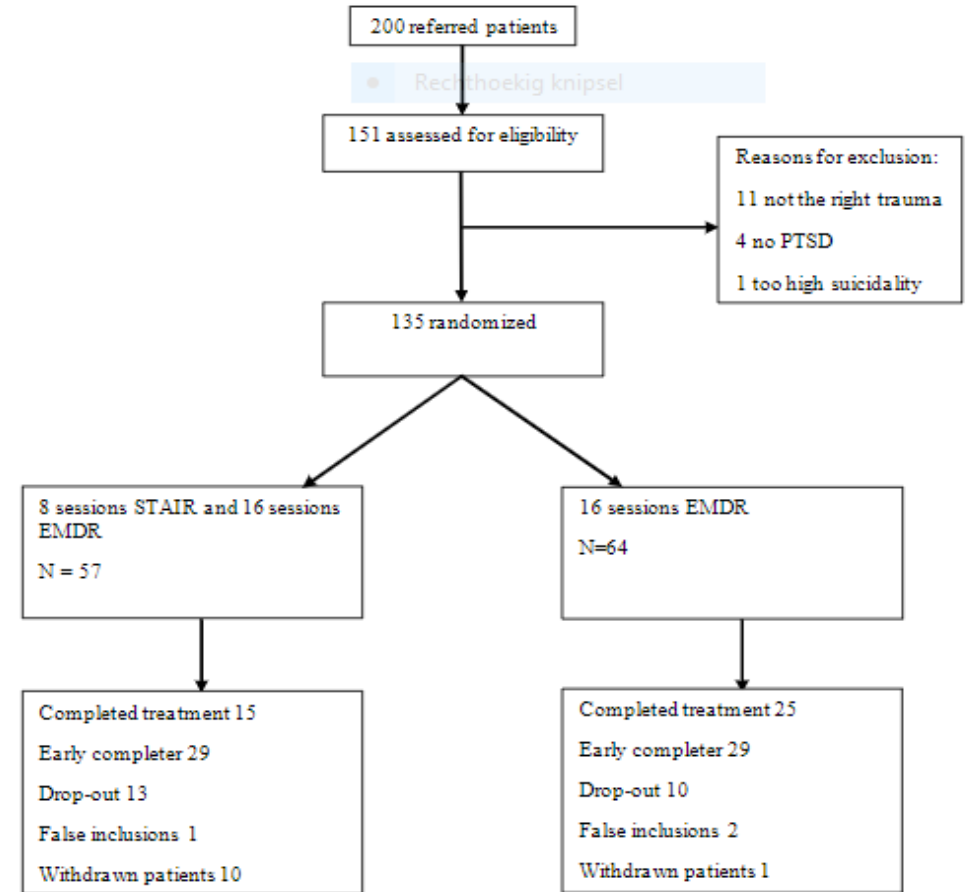 200 referred patients
Rechthoekig knipsel
151 assessed for eligibility
Reasons for exclusion:
11 not the right trauma
4 no PTSD
1 too high suicidality
135 randomized
8 sessions STAIR and 16 sessions
EMDR
N = 57
16 sessions EMDR
N=64
Completed treatment 15
Early completer 29
Drop-out 13
False inclusions 1
Withdrawn patients 10
Completed treatment 25
Early completer 29
Drop-out 10
False inclusions 2
Withdrawn patients 1